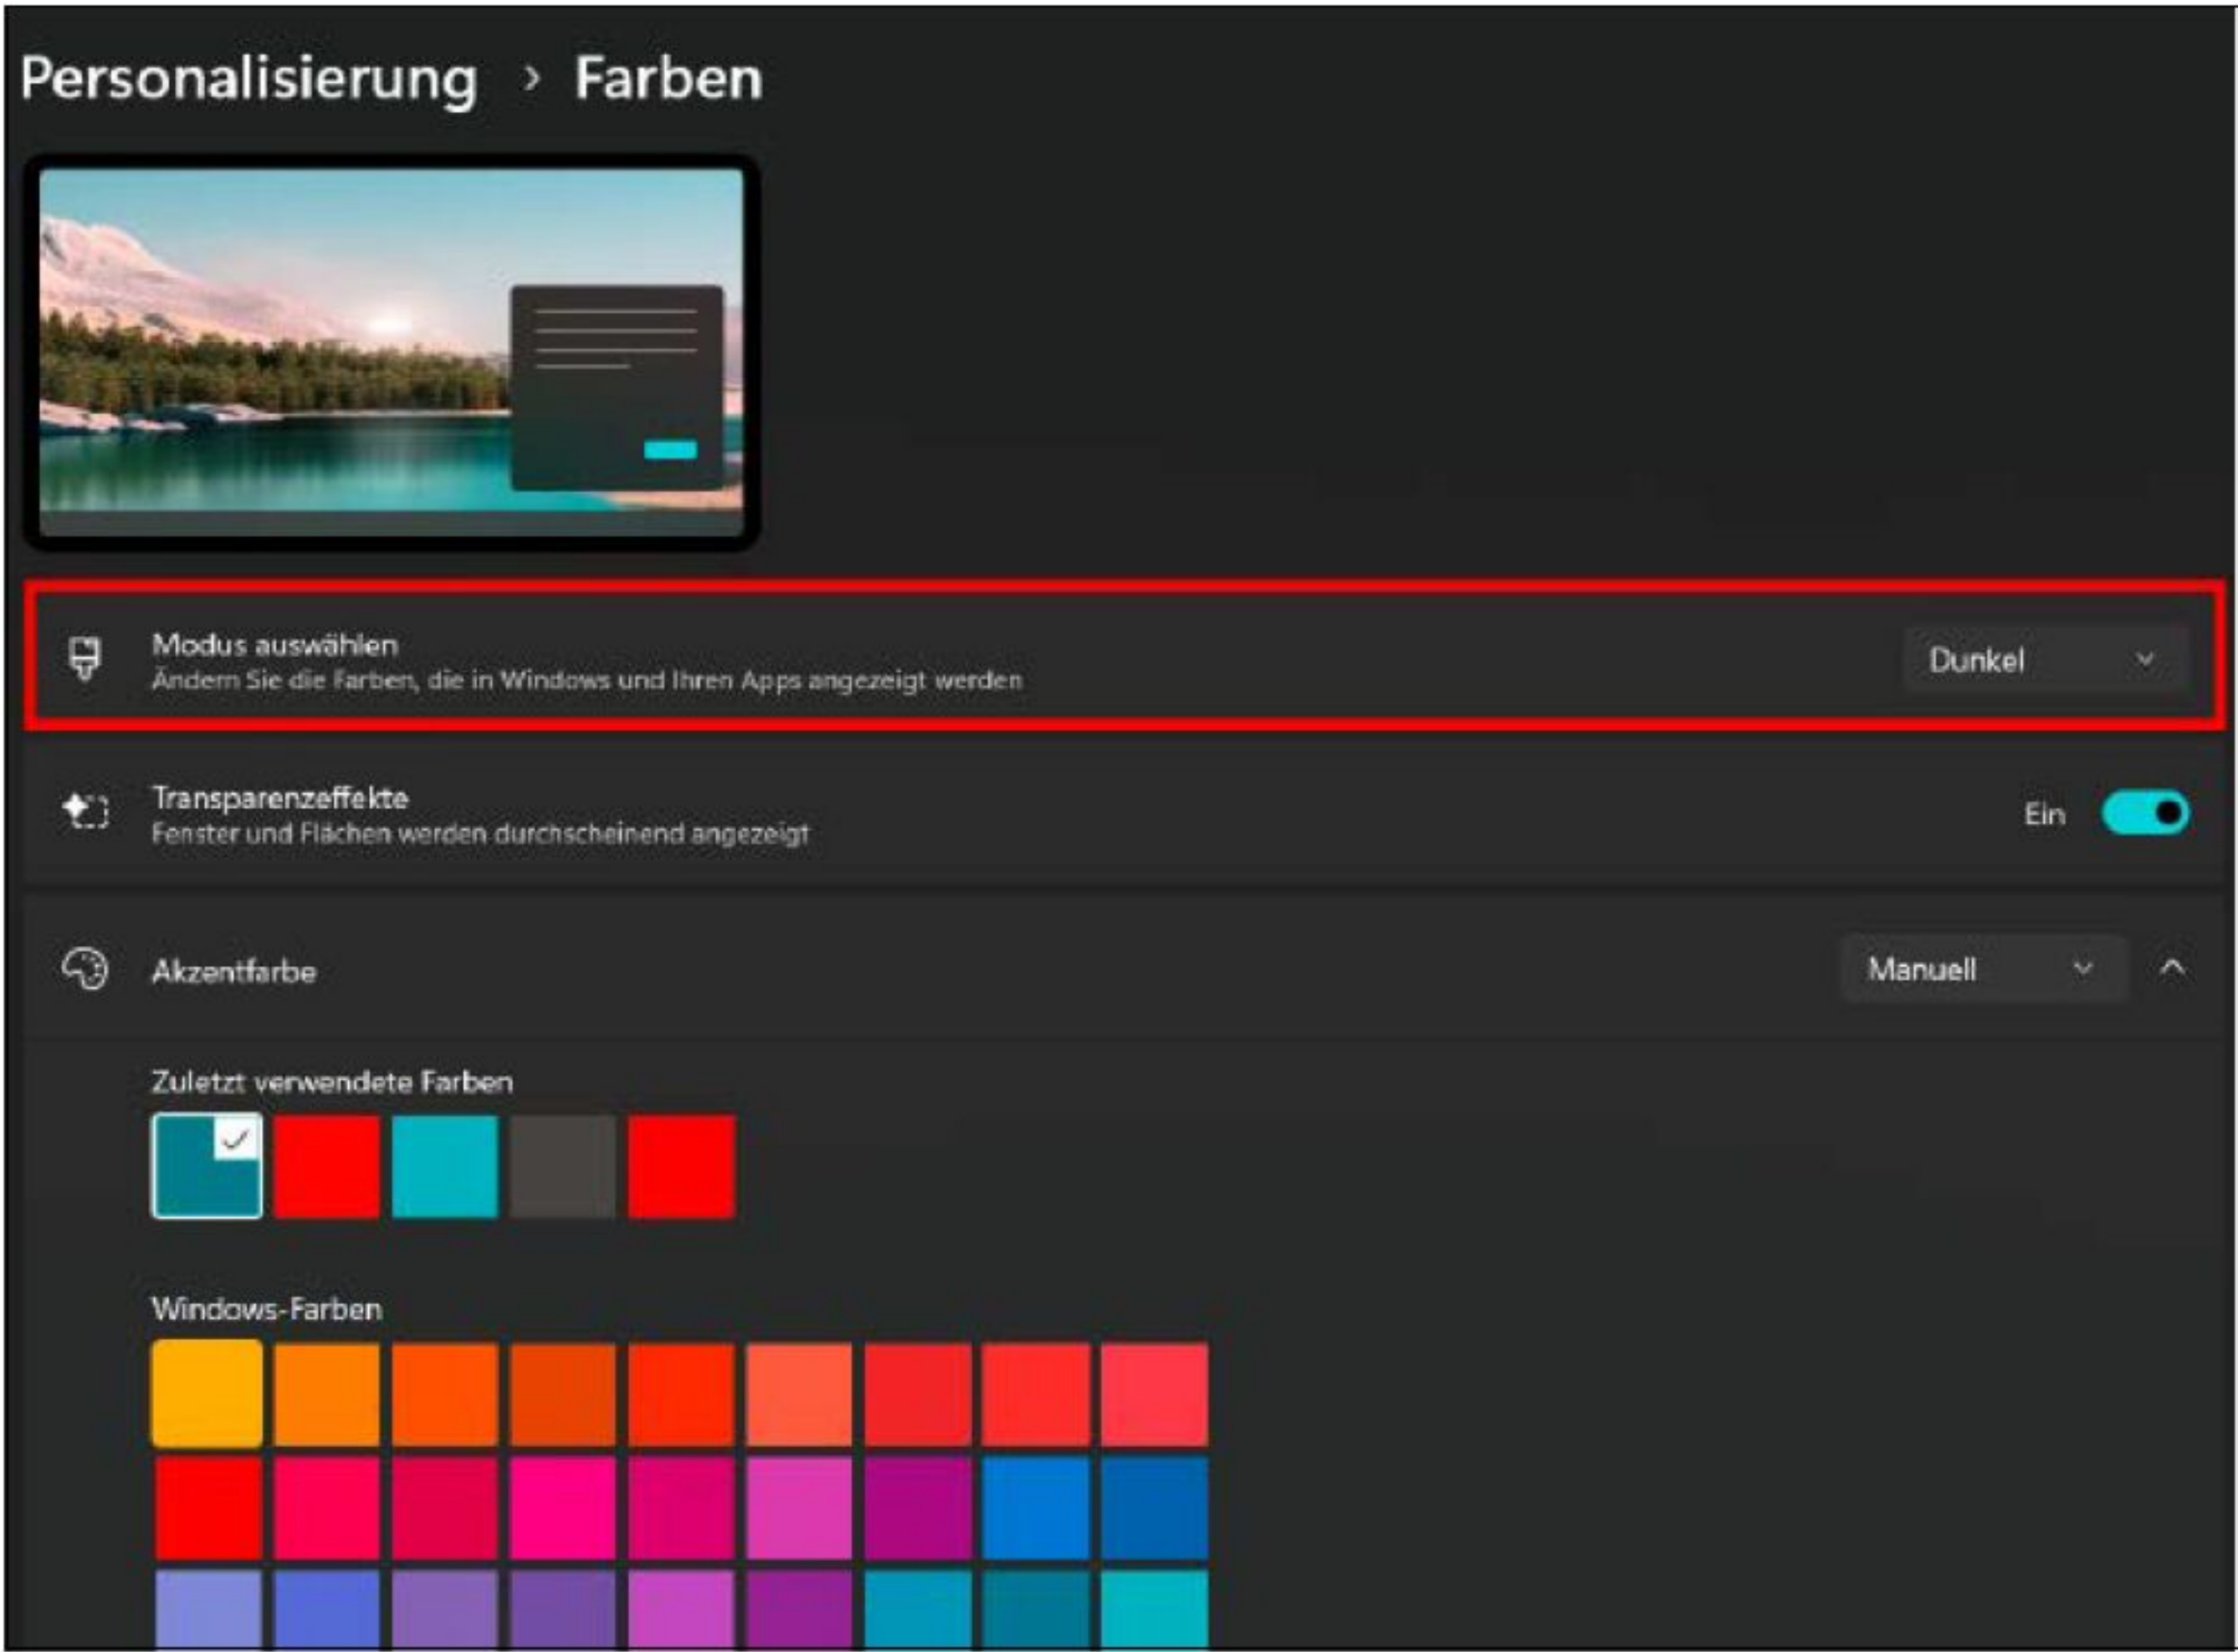 Personalisierung › Farben
Modus auswählen
Ändern Sie die Farben, die in Windows und Ihren Apps angezeigt werden
Dunkel
Transparenzeffekte
Fenster und Flächen werden durchscheinend angezeigt
Ein
Akzentfarbe
Manuell
Zuletzt verwendete Farben
Windows-Farben